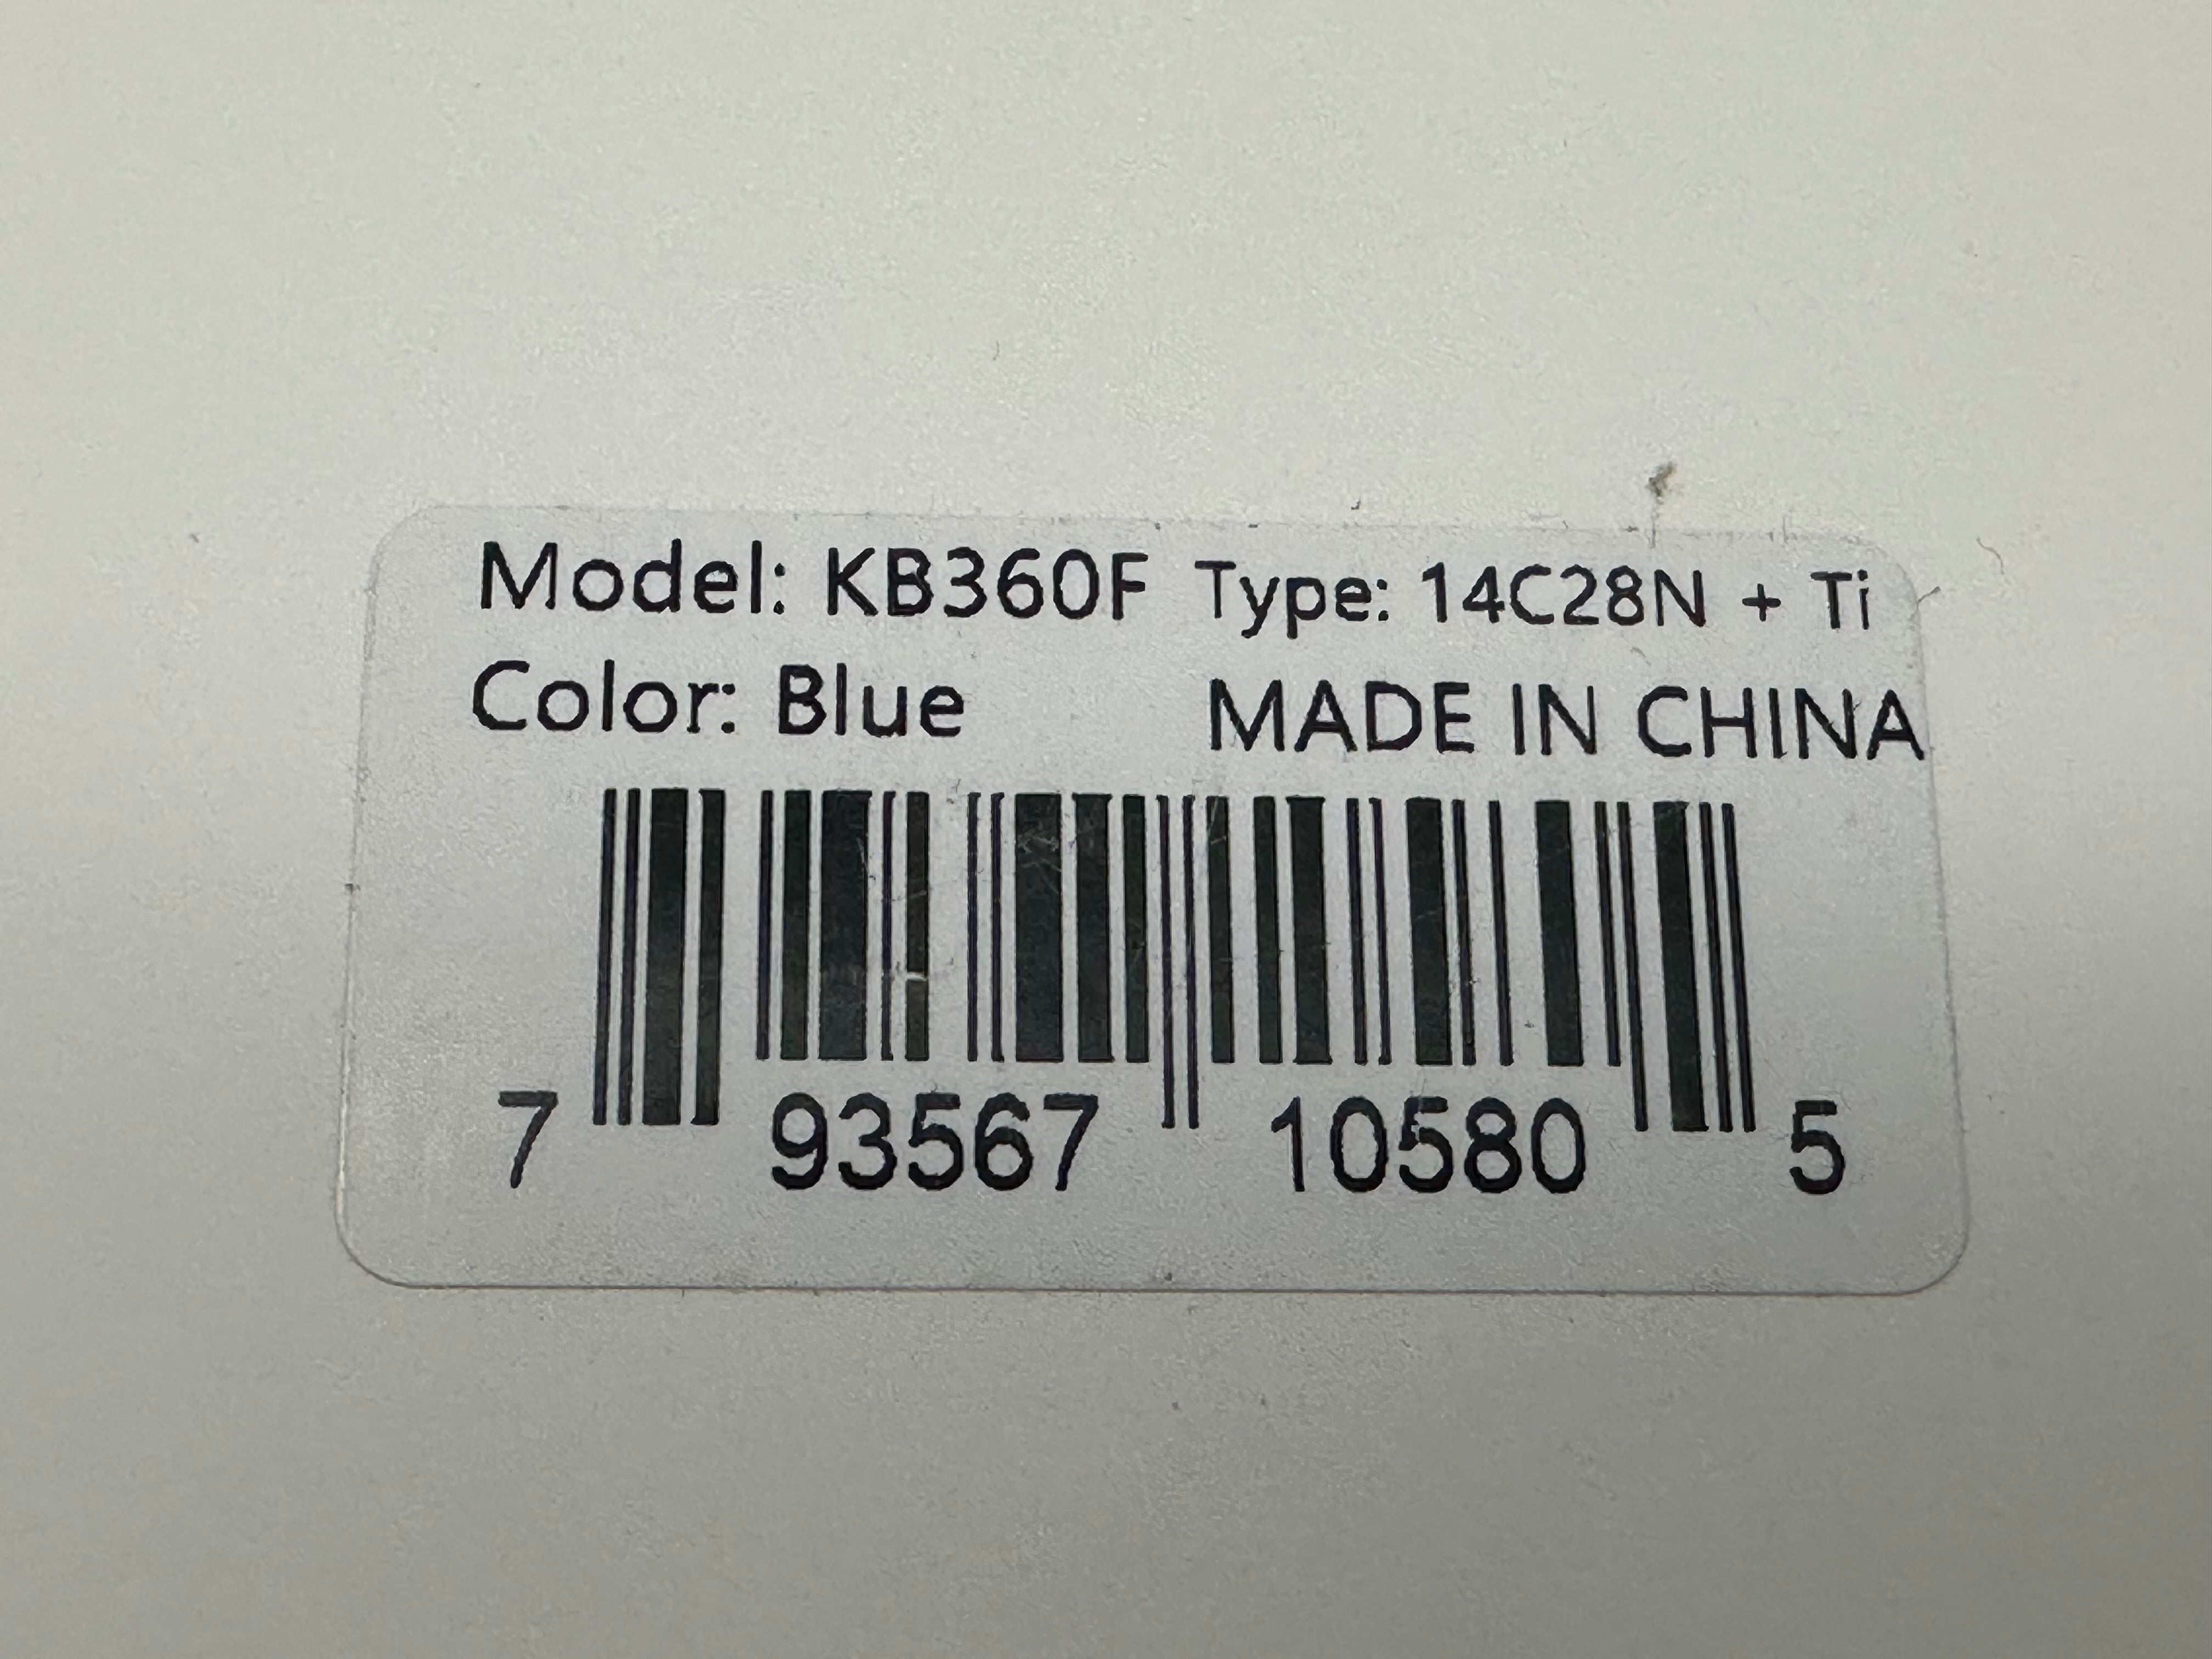 Model: KB360F Type: 14C28N + Ti
Color: Blue MADE IN CHINA
7 93567 10580 5